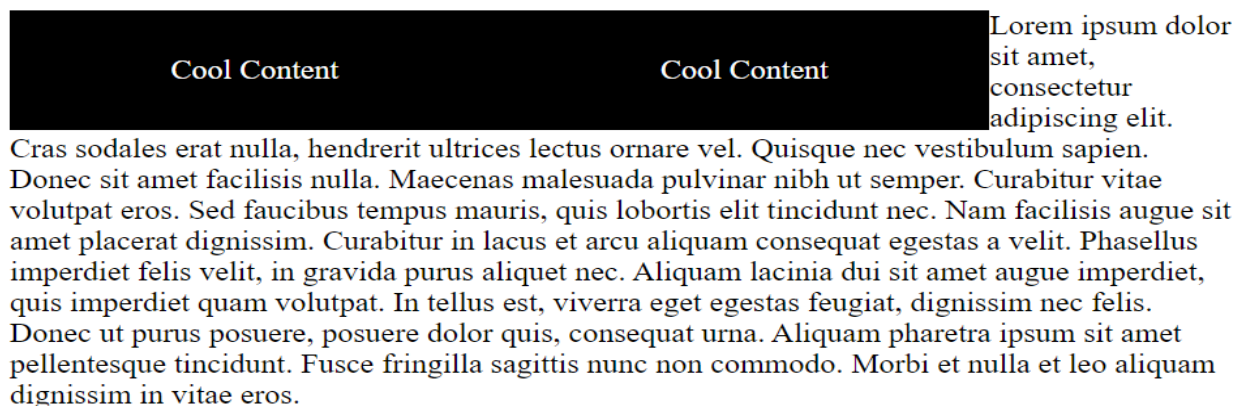 Cool Content
Cool Content
Lorem ipsum dolor
sit amet,
consectetur
adipiscing elit.
Cras sodales erat nulla, hendrerit ultrices lectus ornare vel. Quisque nec vestibulum sapien.
Donec sit amet facilisis nulla. Maecenas malesuada pulvinar nibh ut semper. Curabitur vitae
volutpat eros. Sed faucibus tempus mauris, quis lobortis elit tincidunt nec. Nam facilisis augue sit
amet placerat dignissim. Curabitur in lacus et arcu aliquam consequat egestas a velit. Phasellus
imperdiet felis velit, in gravida purus aliquet nec. Aliquam lacinia dui sit amet augue imperdiet,
quis imperdiet quam volutpat. In tellus est, viverra eget egestas feugiat, dignissim nec felis.
Donec ut purus posuere, posuere dolor quis, consequat urna. Aliquam pharetra ipsum sit amet
pellentesque tincidunt. Fusce fringilla sagittis nunc non commodo. Morbi et nulla et leo aliquam
dignissim in vitae eros.